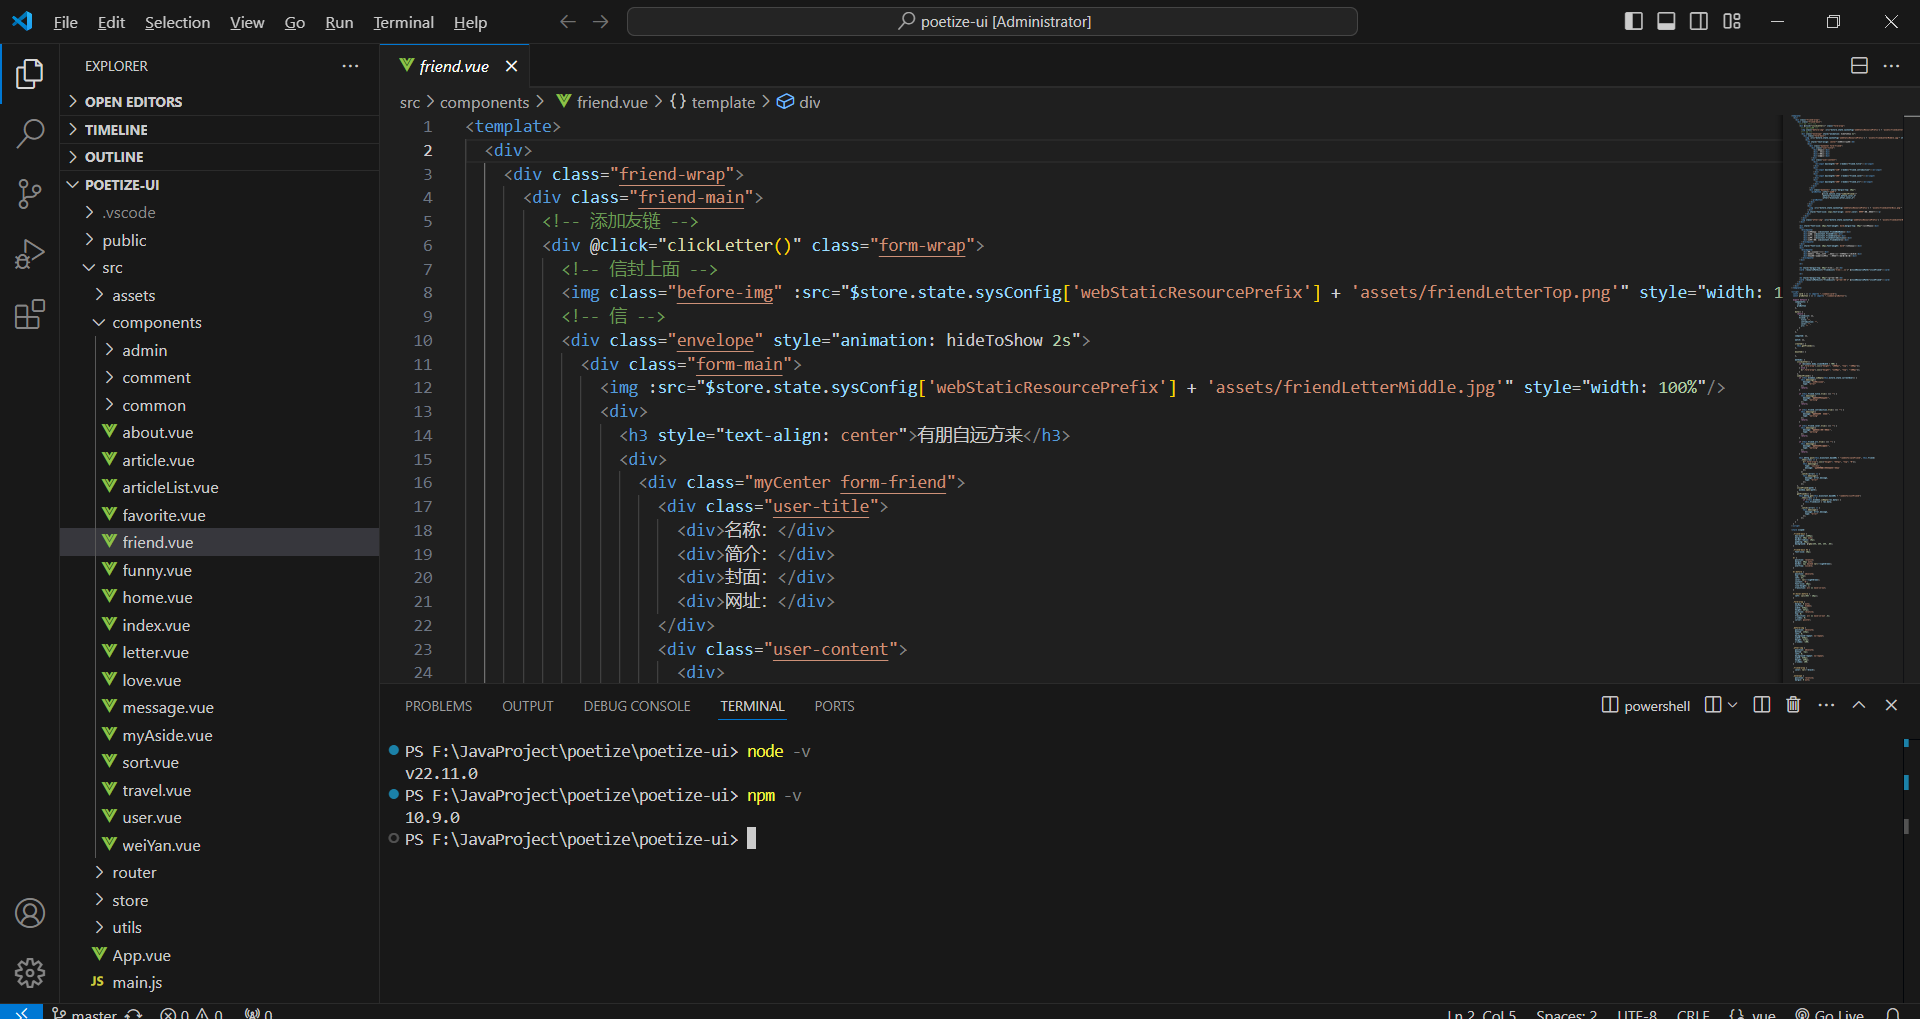 File Edit Selection View Go Run Terminal Help
poetize-ui [Administrator]
EXPLORER
OPEN EDITORS
TIMELINE
OUTLINE
POETIZE-UI
.vscode
public
src
assets
components
admin
comment
common
about.vue
article.vue
articleList.vue
favorite.vue
friend.vue
funny.vue
home.vue
index.vue
letter.vue
love.vue
message.vue
myAside.vue
sort.vue
travel.vue
user.vue
weiYan.vue
router
store
utils
App.vue
JS main.js
friend.vue
src > components > friend.vue > {} template > div
1 <template>
2 <div>
3 <div class="friend-wrap">
4 <div class="friend-main">
5 <!-- 添加友链 -->
6 <div @click="clickLetter()" class="form-wrap">
7 <!-- 信封上面 -->
8 <img class="before-img" :src="$store.state.sysConfig['webStaticResourcePrefix'] + 'assets/friendLetterTop.png'" style="width: 1
9 <!-- 信 -->
10 <div class="envelope" style="animation: hideToShow 2s">
11 <div class="form-main">
12 <img :src="$store.state.sysConfig['webStaticResourcePrefix'] + 'assets/friendLetterMiddle.jpg'" style="width: 100%"/>
13 <div>
14 <h3 style="text-align: center">有朋自远方来</h3>
15 <div>
16 <div class="myCenter form-friend">
17 <div class="user-title">
18 <div>名称：</div>
19 <div>简介：</div>
20 <div>封面：</div>
21 <div>网址：</div>
22 </div>
23 <div class="user-content">
24 <div>
PROBLEMS OUTPUT DEBUG CONSOLE TERMINAL PORTS
powershell
PS F:\JavaProject\poetize\poetize-ui> node -v
v22.11.0
PS F:\JavaProject\poetize\poetize-ui> npm -v
10.9.0
PS F:\JavaProject\poetize\poetize-ui>
master 0 0 0 Ln 2, Col 5 Spaces: 2 UTF-8 CRLF {} vue Go Live